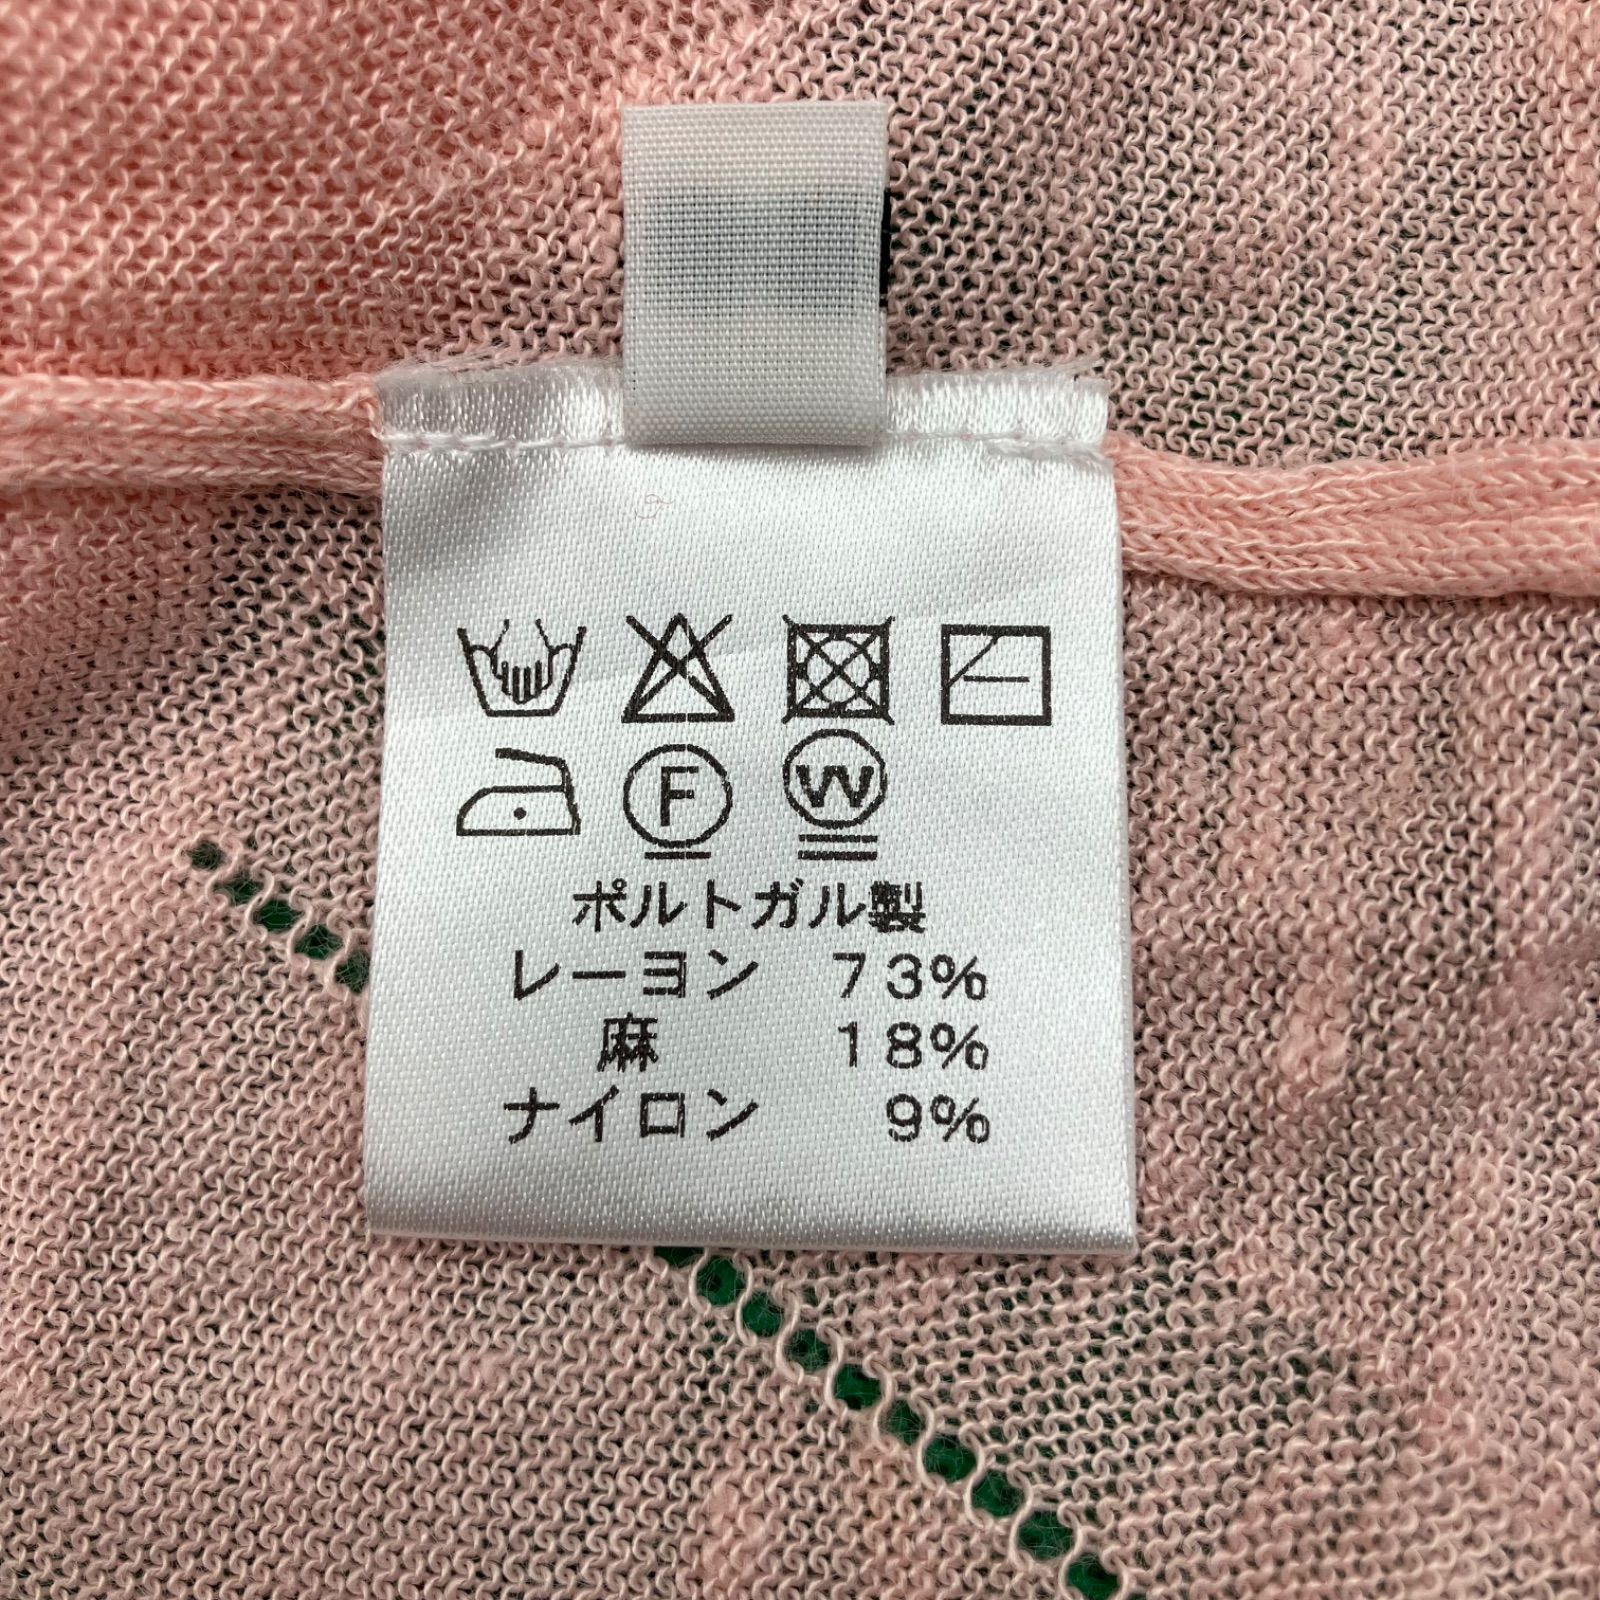 F W
ポルトガル製
レーヨン 73%
麻 18%
ナイロン 9%